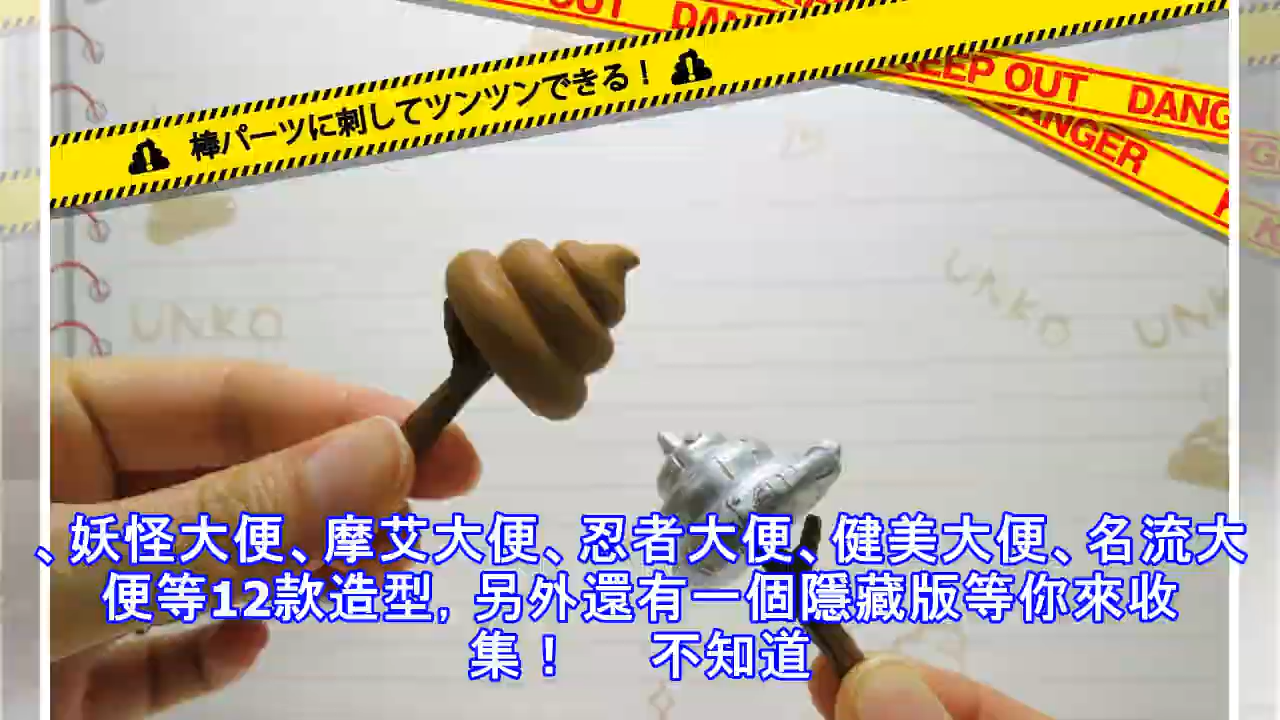 OUT DAN
棒パーツに刺してツンツンできる！
KEEP OUT DANG
DANGER
UNKO
UNKO
UNK
、妖怪大便、摩艾大便、忍者大便、健美大便、名流大
便等12款造型，另外還有一個隱藏版等你來收
集！ 不知道